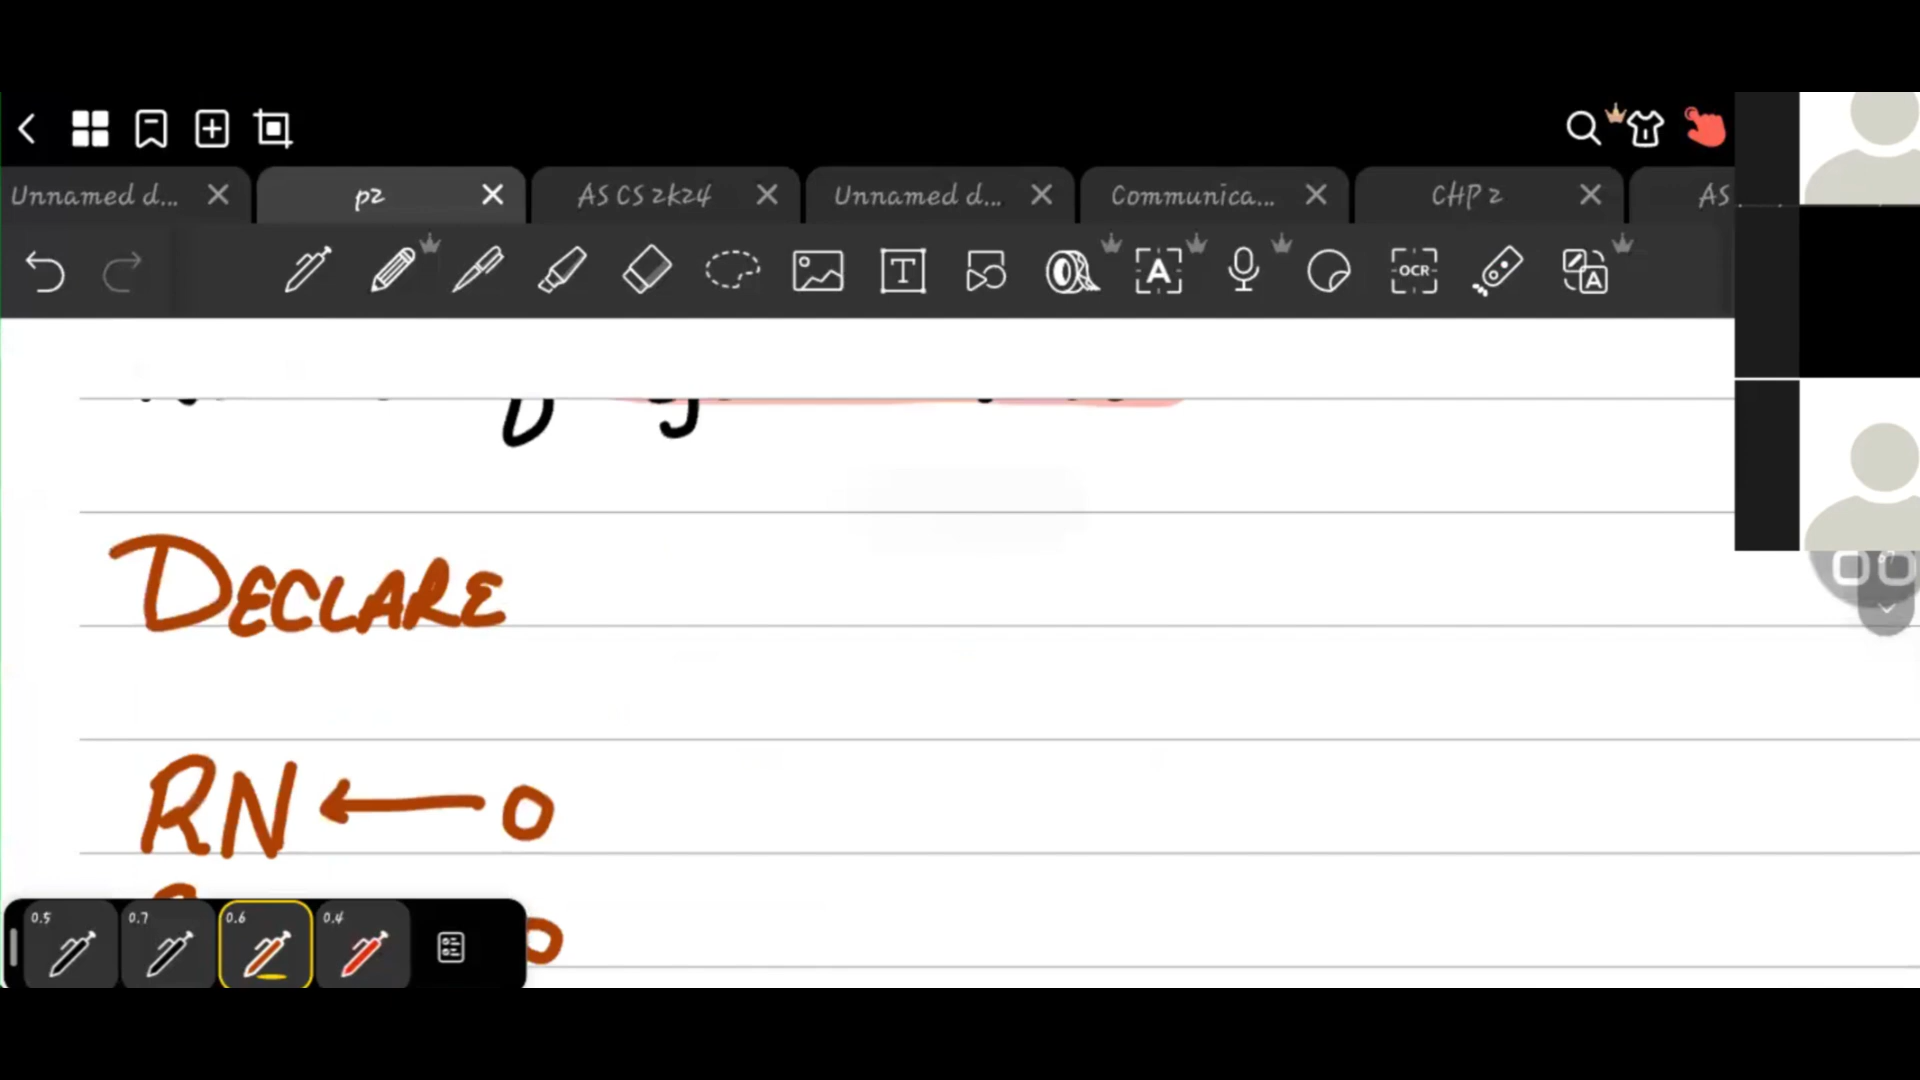 Unnamed d...
p2
AS CS 2k24
Unnamed d...
Communica...
CHP 2
AS
T
A
OCR
A
DECLARE
RN ← 0
0
0.5
0.7
0.6
0.4